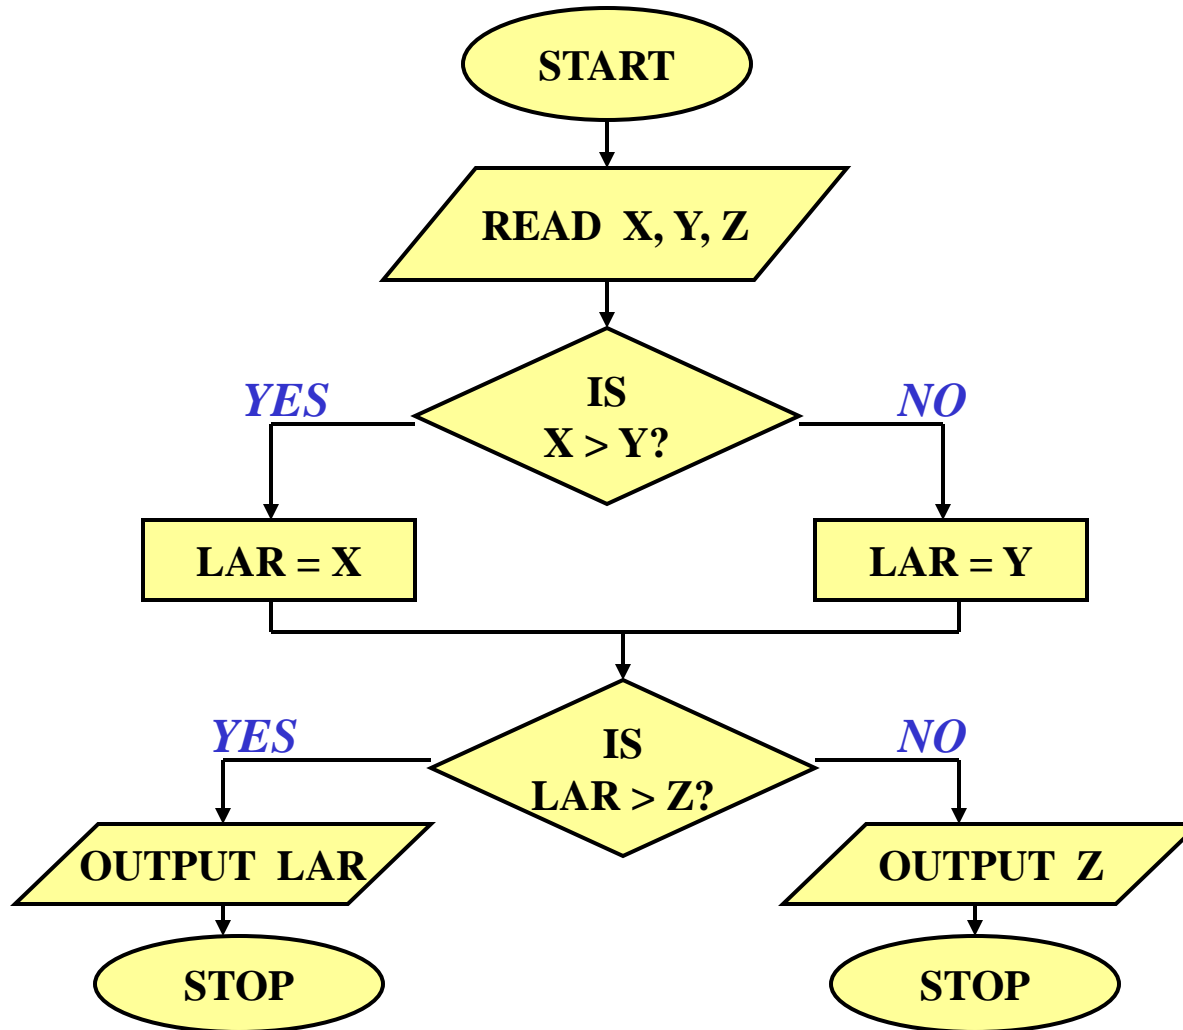 START
READ X, Y, Z
IS
X > Y?
YES
NO
LAR = X
LAR = Y
IS
LAR > Z?
YES
NO
OUTPUT LAR
OUTPUT Z
STOP
STOP